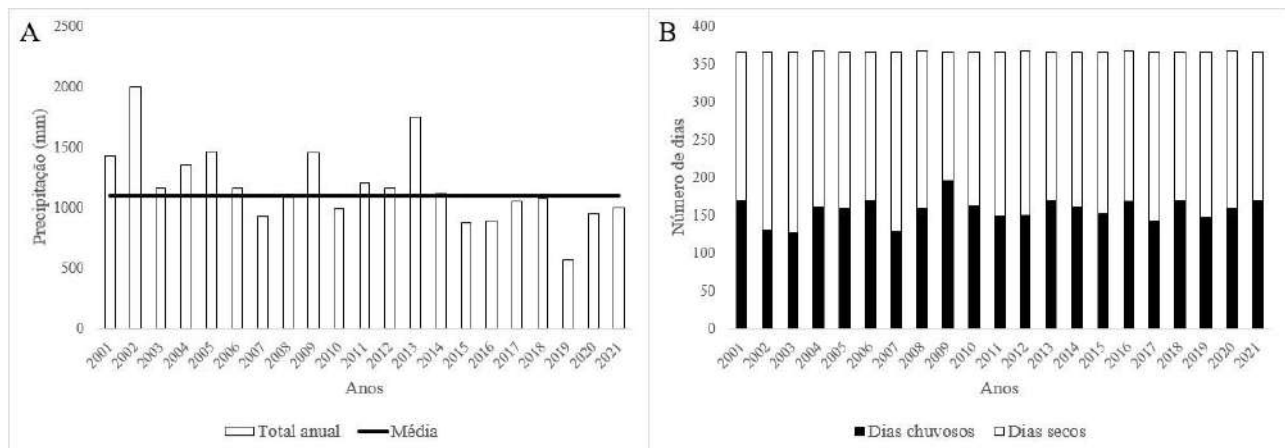 A
Precipitação (mm)
2500
2000
1500
1000
500
0
2001 2002 2003 2004 2005 2006 2007 2008 2009 2010 2011 2012 2013 2014 2015 2016 2017 2018 2019 2020 2021
Anos
Total anual Média
B
Número de dias
400
350
300
250
200
150
100
50
0
2001 2002 2003 2004 2005 2006 2007 2008 2009 2010 2011 2012 2013 2014 2015 2016 2017 2018 2019 2020 2021
Anos
Dias chuvosos Dias secos